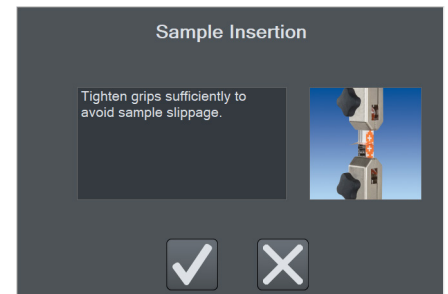 Sample Insertion
Tighten grips sufficiently to
avoid sample slippage.